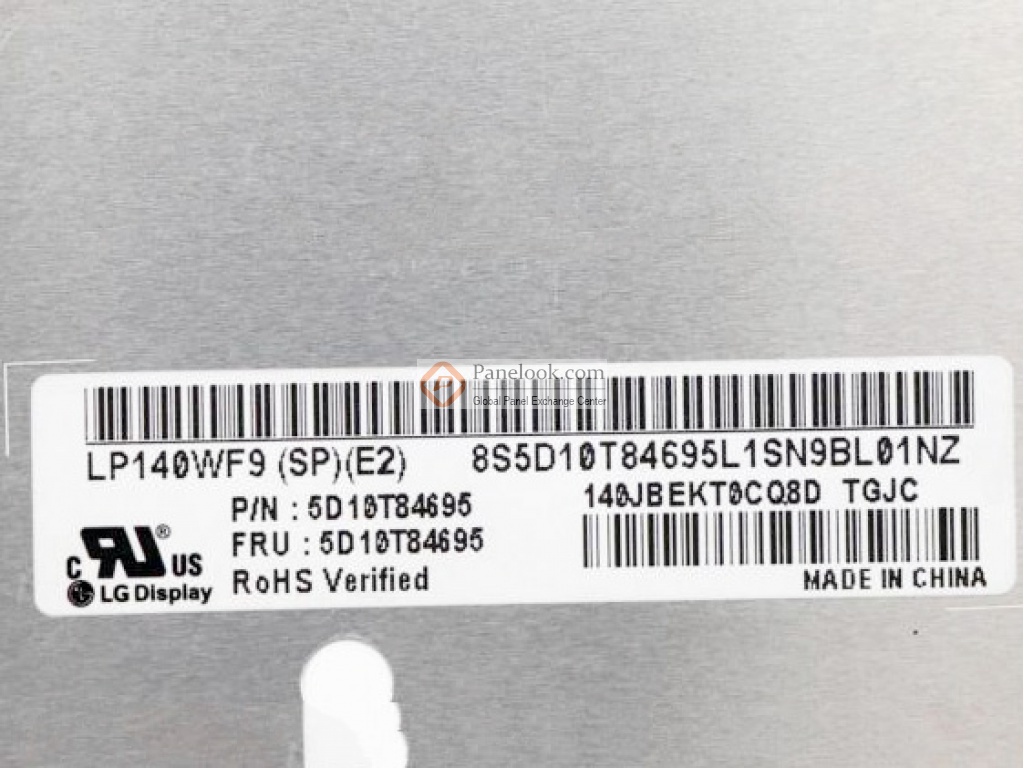 Panelook.com
Global Panel Exchange Center
LP140WF9 (SP)(E2) 8S5D10T84695L1SN9BL01NZ
P/N : 5D10T84695 140JBEKT0CQ8D TGJC
FRU : 5D10T84695
C UR ® US
LG Display RoHS Verified MADE IN CHINA